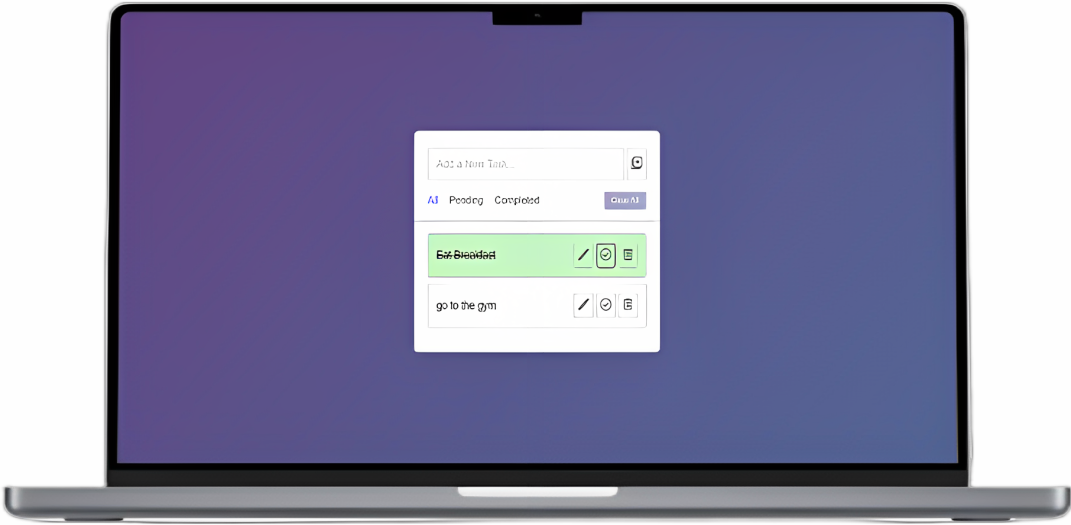 Add a New Task...
All Pending Completed Clear All
Eat Breakfast
go to the gym